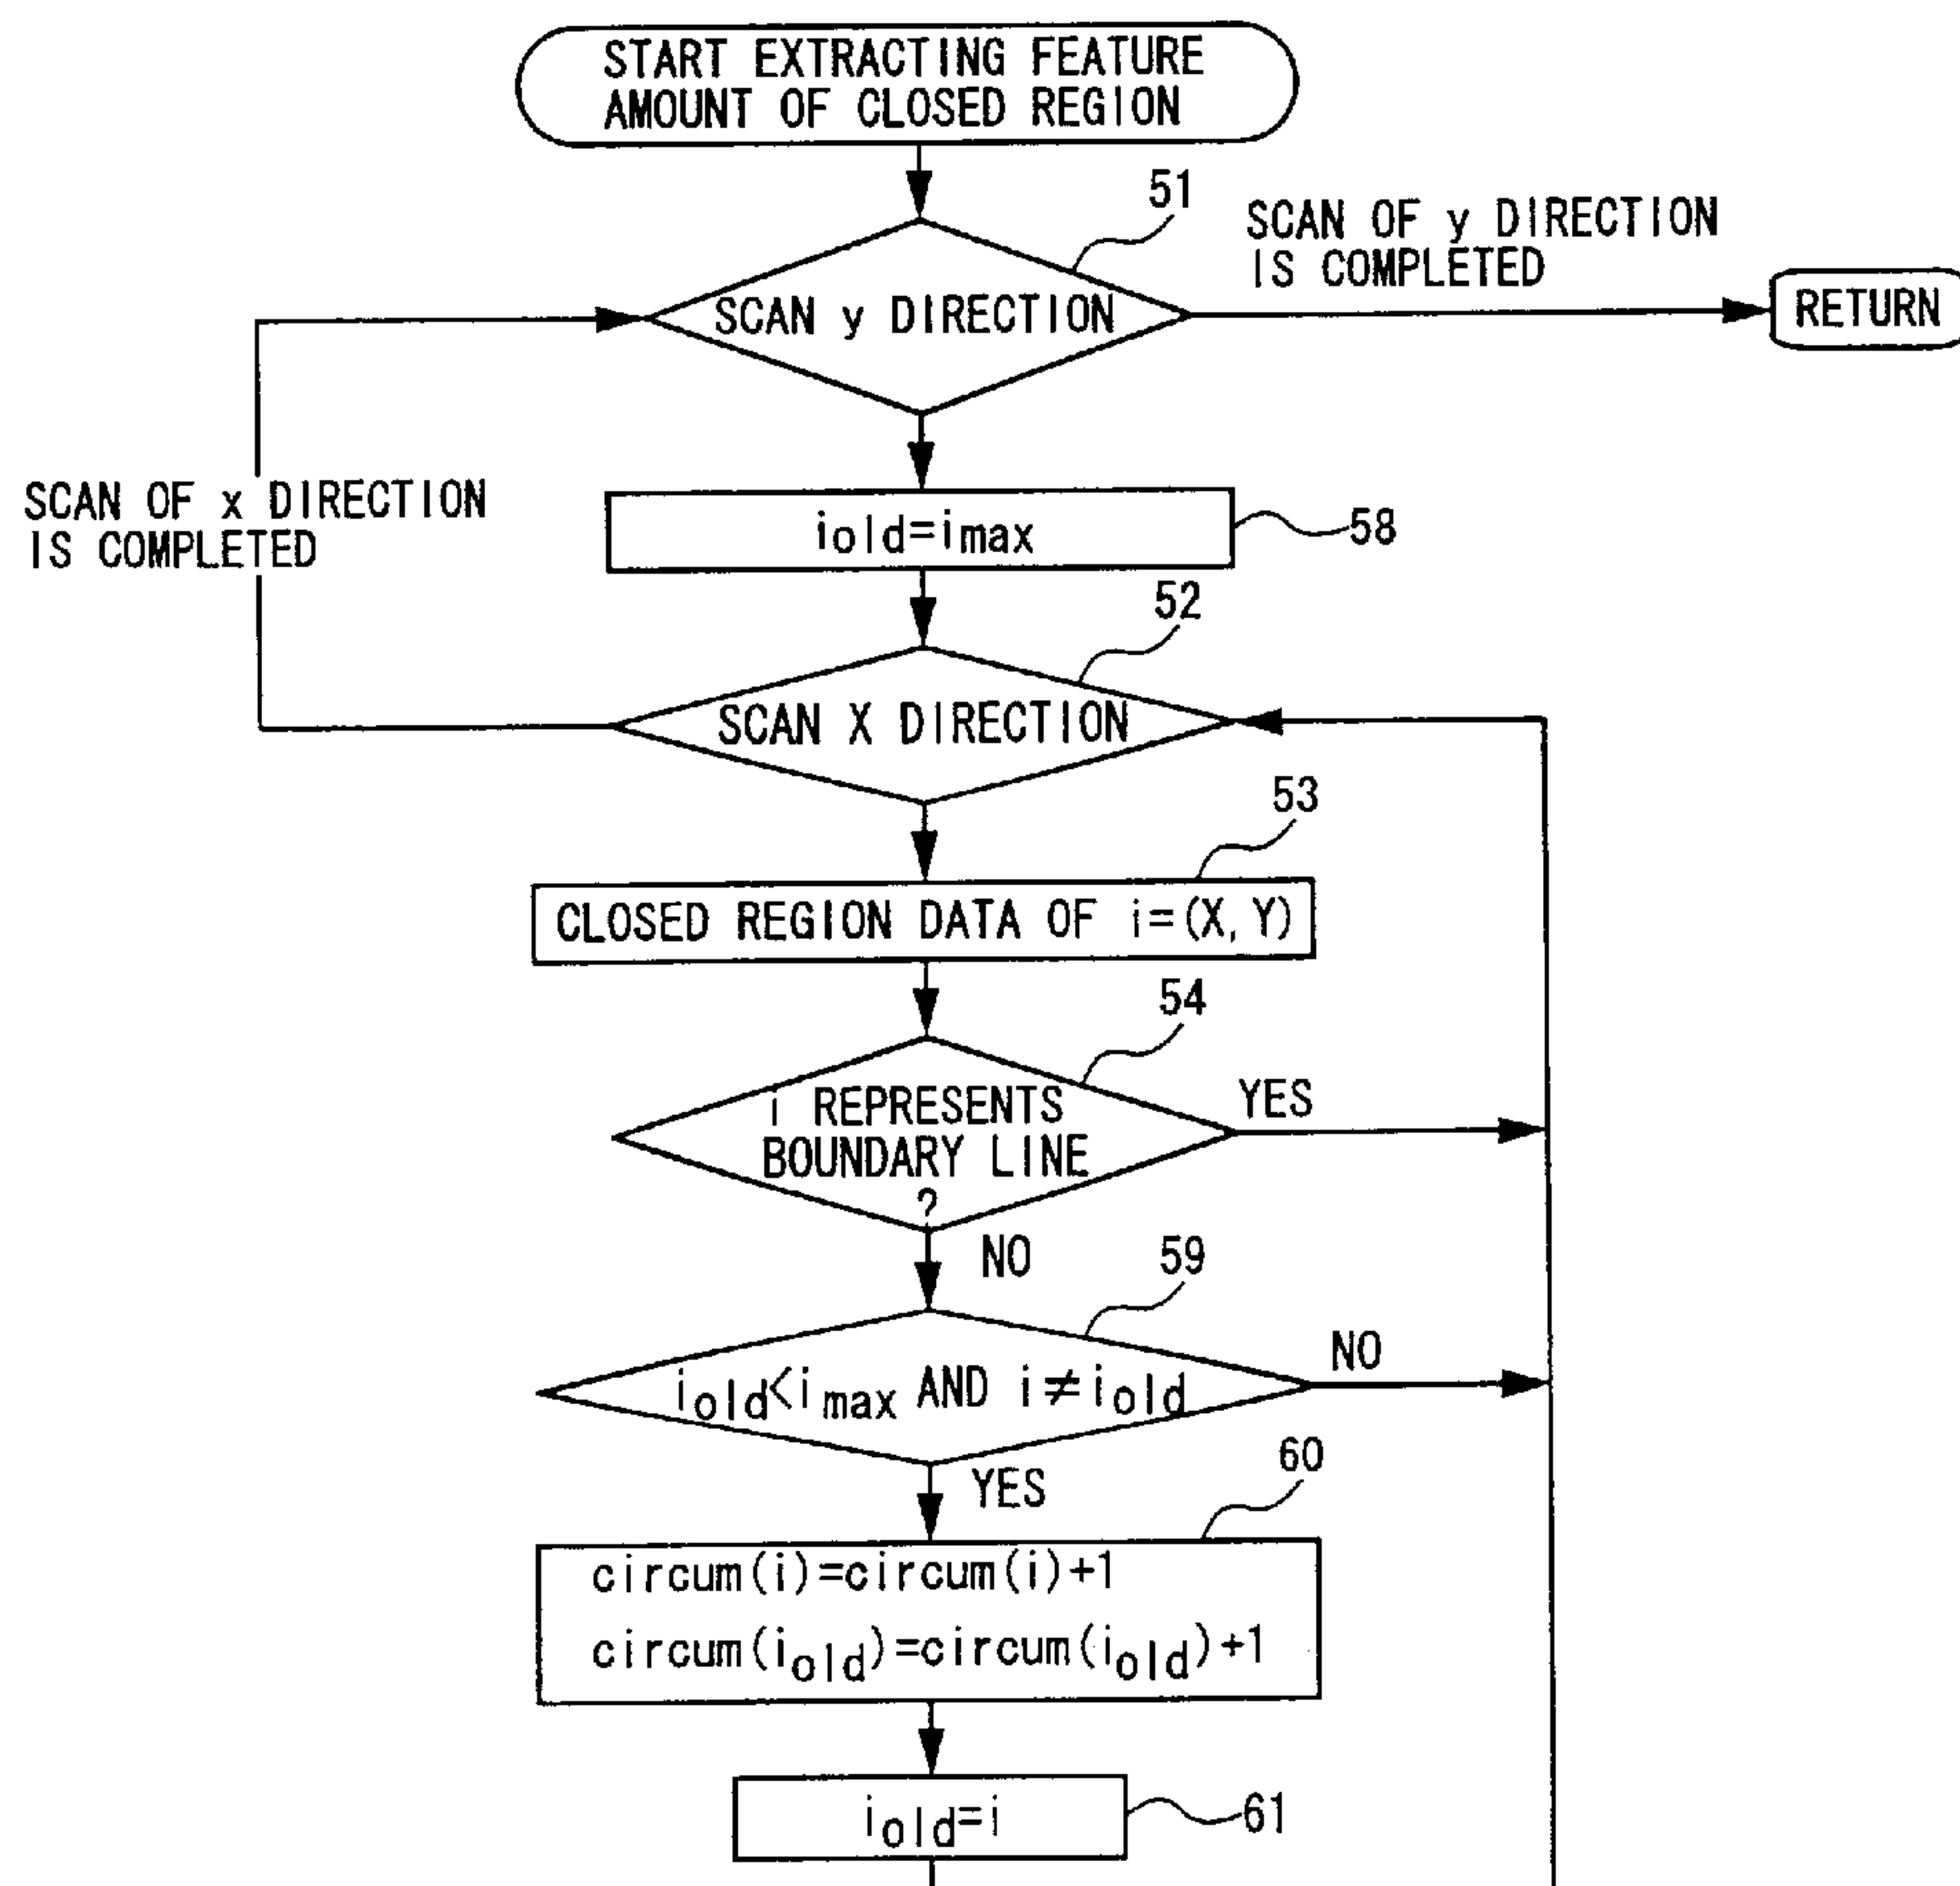 START EXTRACTING FEATURE
AMOUNT OF CLOSED REGION
51
SCAN OF y DIRECTION
IS COMPLETED
SCAN y DIRECTION
RETURN
SCAN OF x DIRECTION
IS COMPLETED
iold=imax
58
52
SCAN X DIRECTION
53
CLOSED REGION DATA OF i=(X, Y)
54
i REPRESENTS
BOUNDARY LINE
?
YES
NO
59
iold<imax AND i≠iold
NO
YES
60
circum(i)=circum(i)+1
circum(iold)=circum(iold)+1
iold=i
61